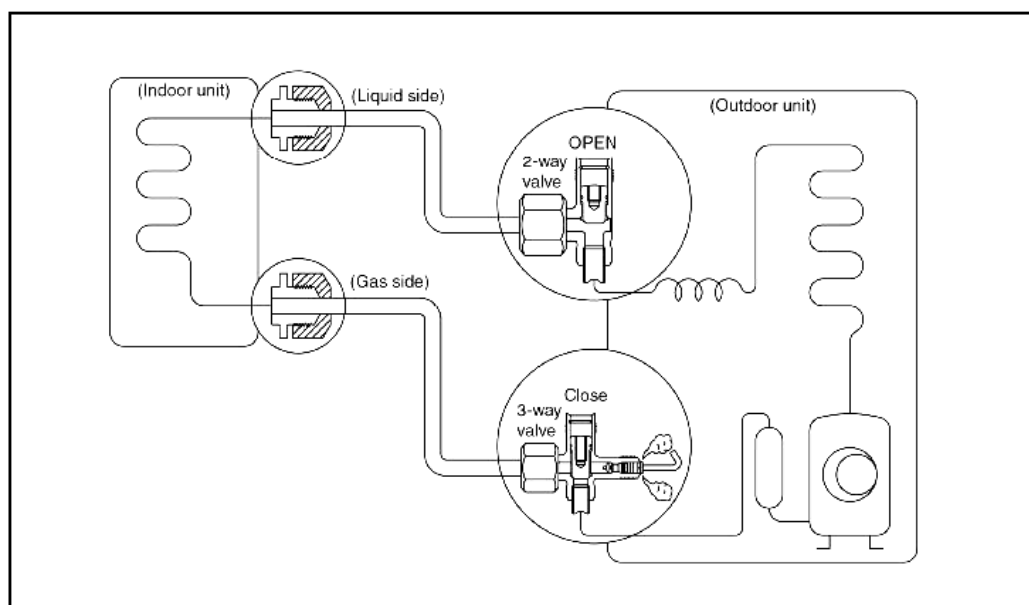 (Indoor unit)
(Liquid side)
(Outdoor unit)
OPEN
2-way
valve
(Gas side)
Close
3-way
valve